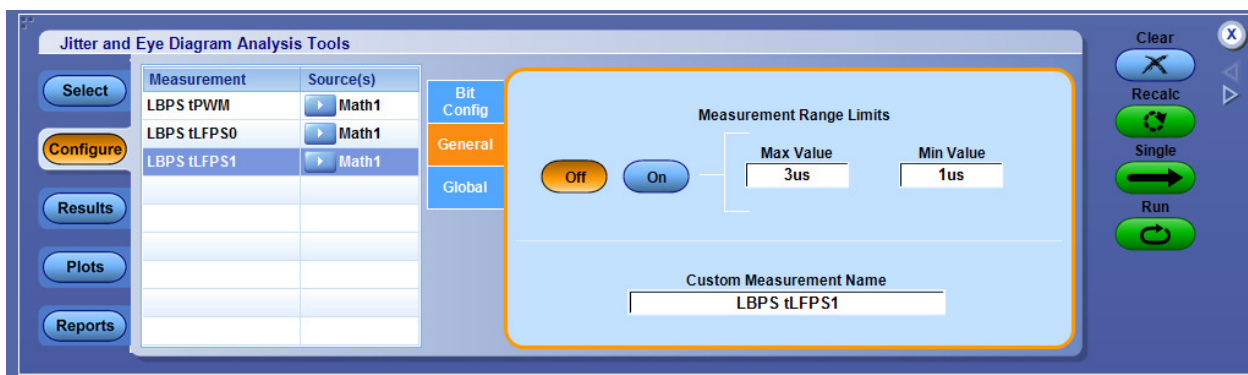 Jitter and Eye Diagram Analysis Tools
Select
Configure
Results
Plots
Reports
Measurement Source(s)
LBPS tPWM Math1
LBPS tLFPS0 Math1
LBPS tLFPS1 Math1
Bit
Config
General
Global
Measurement Range Limits
Off On
Max Value Min Value
3us 1us
Custom Measurement Name
LBPS tLFPS1
Clear
X
Recalc
Single
Run